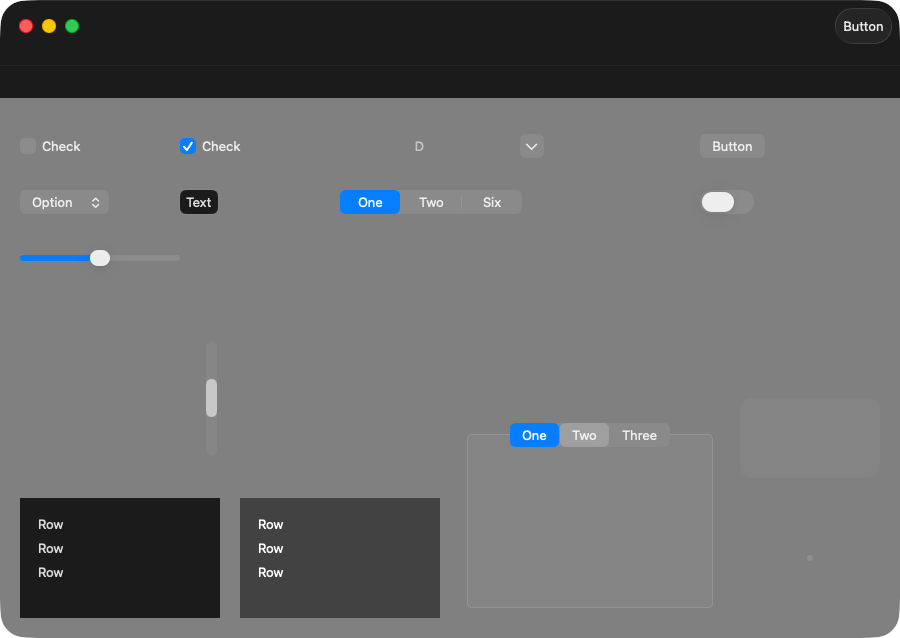 Button
Check
Check
D
Button
Option
Text
One
Two
Six
One
Two
Three
Row
Row
Row
Row
Row
Row